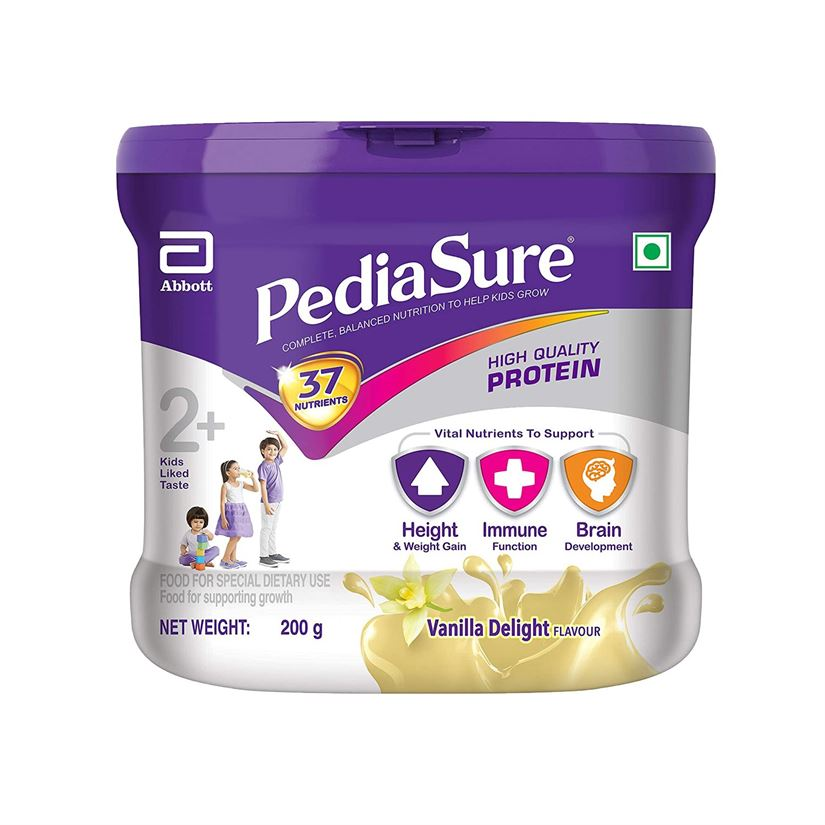 Abbott
PediaSure®
COMPLETE, BALANCED NUTRITION TO HELP KIDS GROW
37
NUTRIENTS
HIGH QUALITY
PROTEIN
2+
Kids
Liked
Taste
Vital Nutrients To Support
Height
& Weight Gain
Immune
Function
Brain
Development
FOOD FOR SPECIAL DIETARY USE
Food for supporting growth
NET WEIGHT: 200 g
Vanilla Delight FLAVOUR